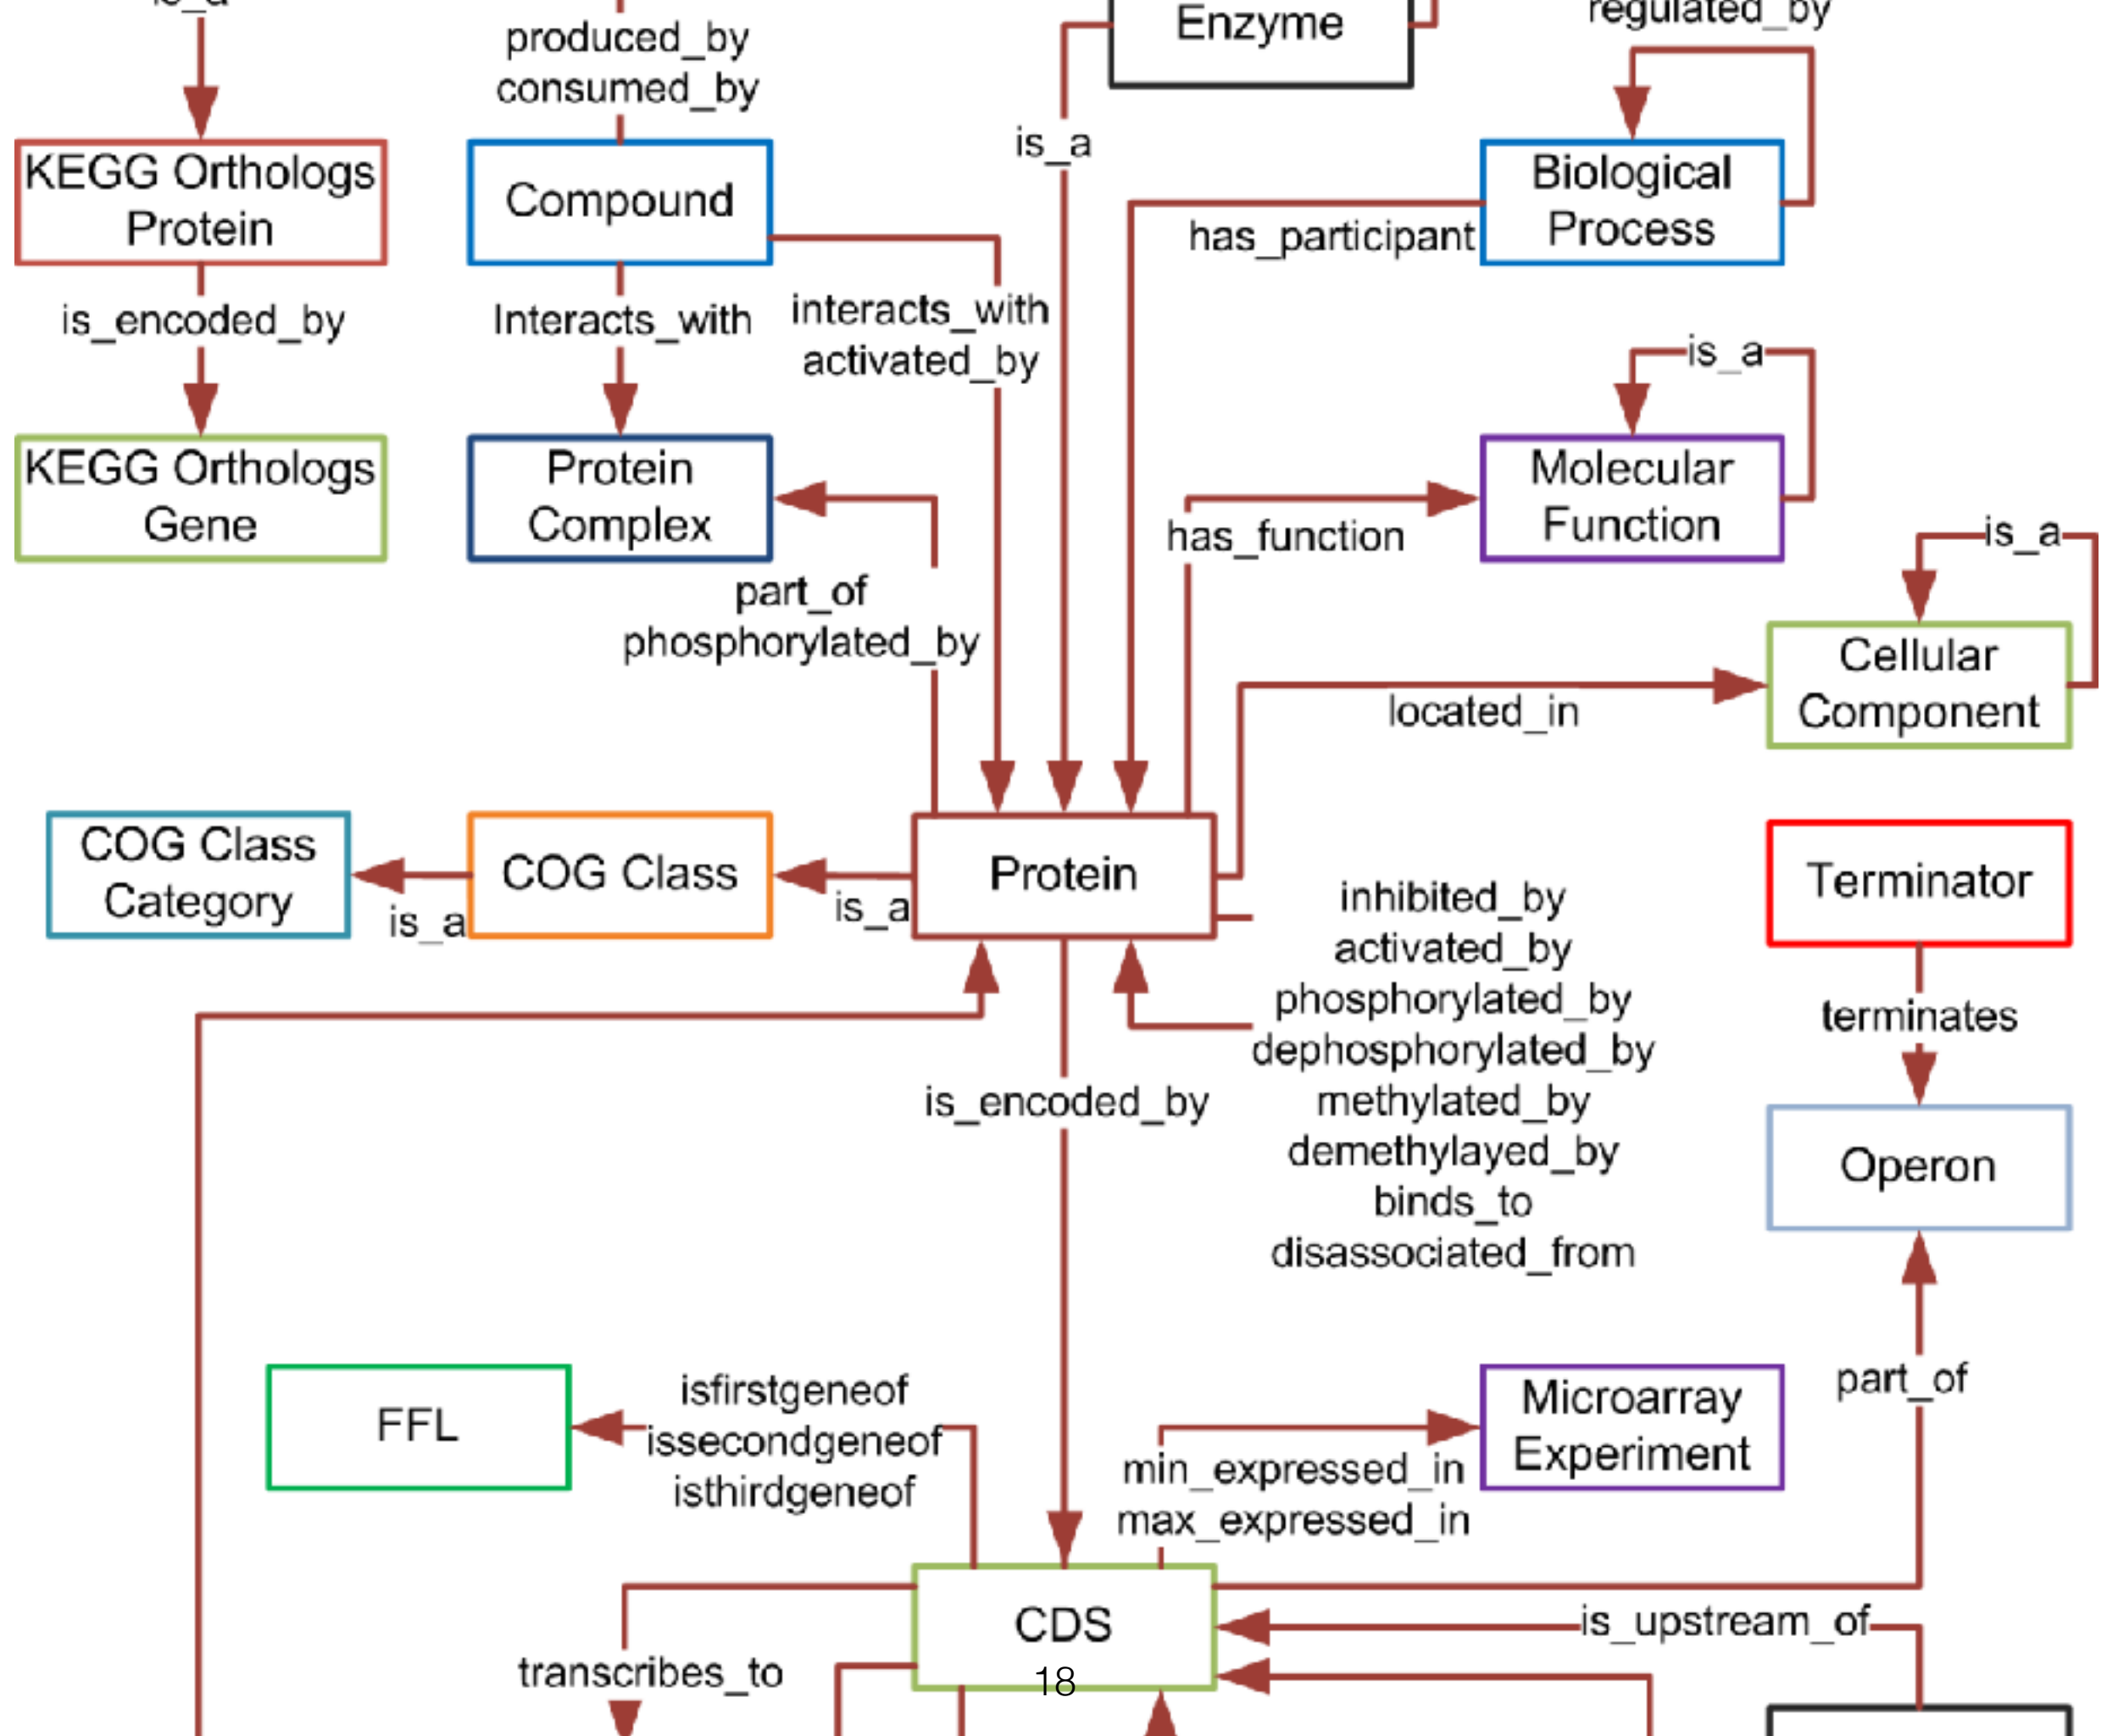 is_a
produced_by
consumed_by
Enzyme
regulated_by
is_a
KEGG Orthologs
Protein
Compound
Biological
Process
has_participant
is_encoded_by
Interacts_with
interacts_with
activated_by
is_a
KEGG Orthologs
Gene
Protein
Complex
Molecular
Function
has_function
is_a
part_of
phosphorylated_by
Cellular
Component
located_in
COG Class
Category
is_a
COG Class
is_a
Protein
inhibited_by
activated_by
phosphorylated_by
dephosphorylated_by
methylated_by
demethylayed_by
binds_to
disassociated_from
Terminator
terminates
is_encoded_by
Operon
part_of
FFL
isfirstgeneof
issecondgeneof
isthirdgeneof
min_expressed_in
max_expressed_in
Microarray
Experiment
CDS
is_upstream_of
transcribes_to
18